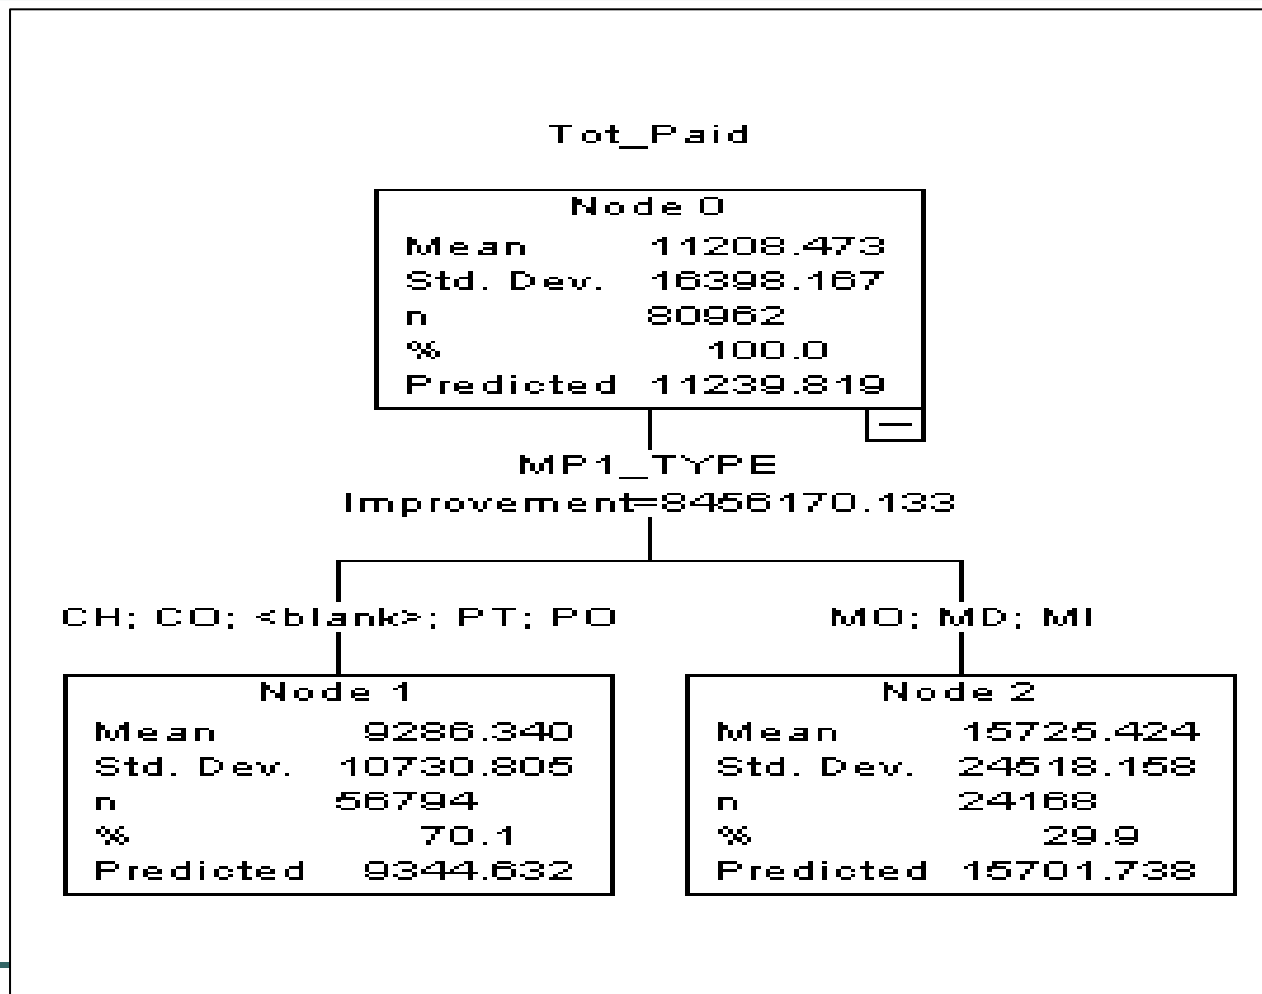 Tot_Paid
Node 0
Mean 11208.473
Std. Dev. 16398.167
n 80962
% 100.0
Predicted 11239.819
MP1_TYPE
Improvement=8456170.133
CH; CO; <blank>; PT; PO
MO; MD; MI
Node 1
Mean 9286.340
Std. Dev. 10730.805
n 56794
% 70.1
Predicted 9344.632
Node 2
Mean 15725.424
Std. Dev. 24518.158
n 24168
% 29.9
Predicted 15701.738